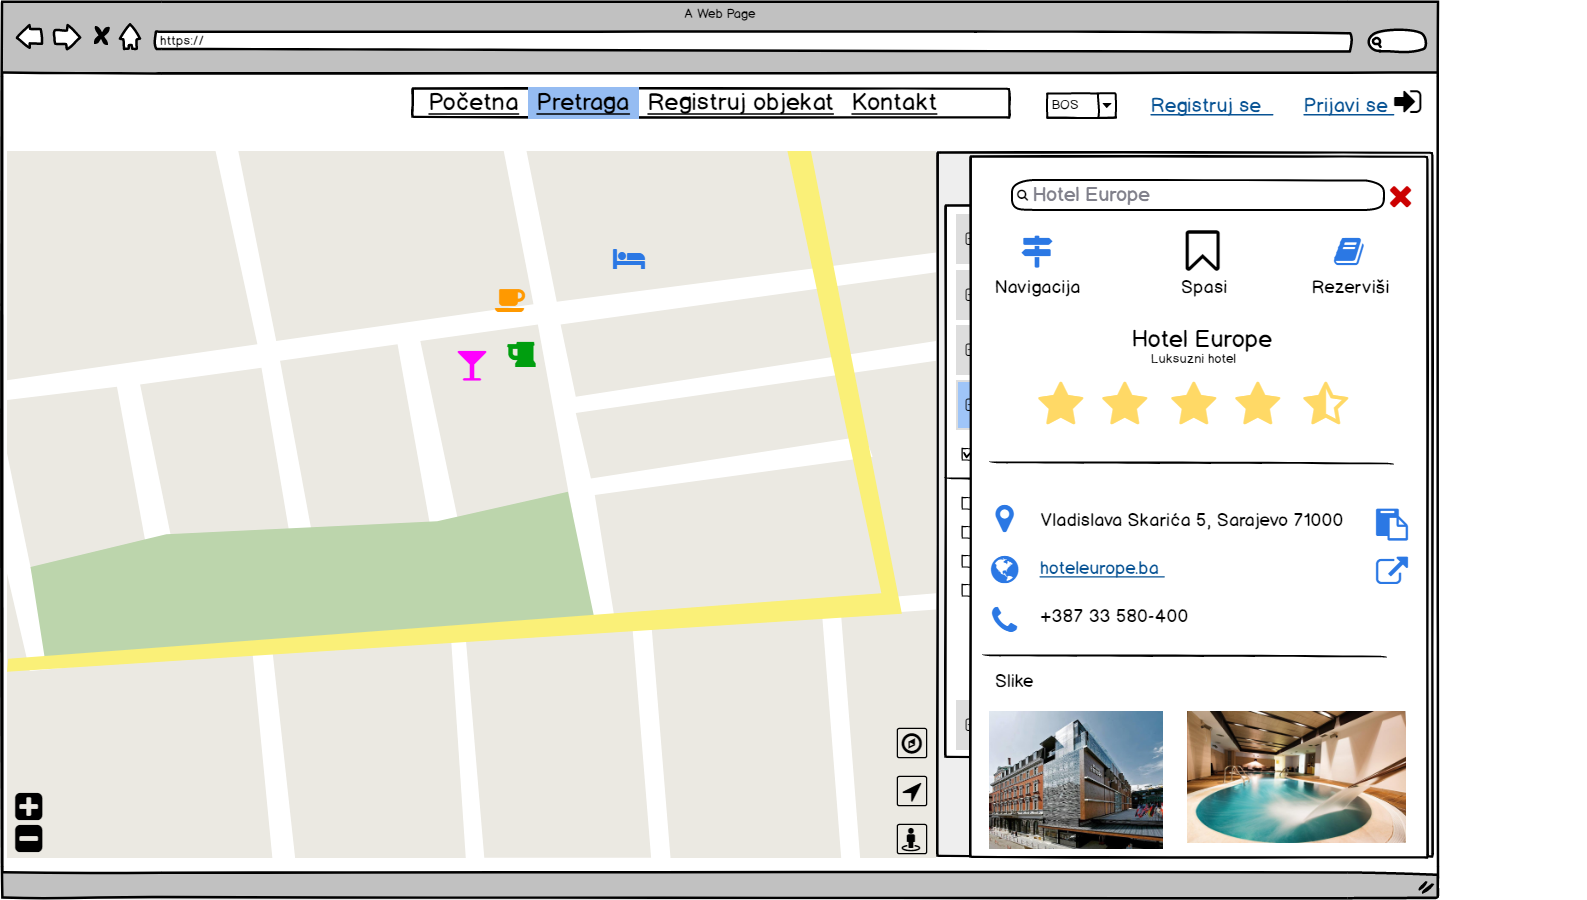 A Web Page
https://
Početna Pretraga Registruj objekat Kontakt
BOS
Registruj se
Prijavi se
Hotel Europe
Navigacija
Spasi
Rezerviši
Hotel Europe
Luksuzni hotel
Vladislava Skarića 5, Sarajevo 71000
hoteleurope.ba
+387 33 580-400
Slike